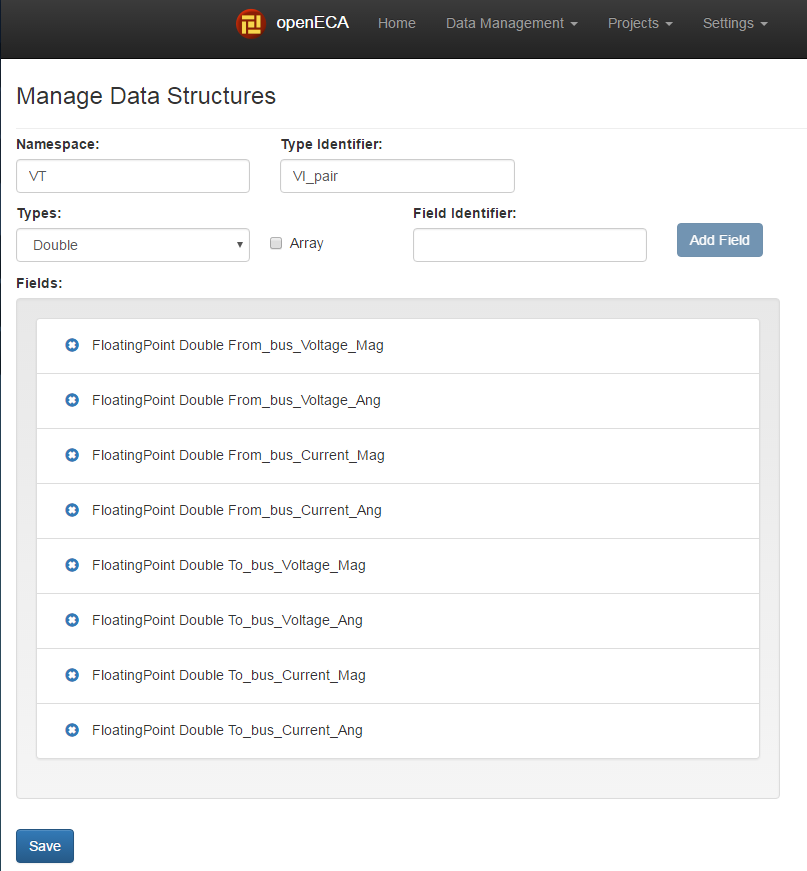 openECA Home Data Management Projects Settings
Manage Data Structures
Namespace: Type Identifier:
VT VI_pair
Types: Field Identifier:
Double Array Add Field
Fields:
FloatingPoint Double From_bus_Voltage_Mag
FloatingPoint Double From_bus_Voltage_Ang
FloatingPoint Double From_bus_Current_Mag
FloatingPoint Double From_bus_Current_Ang
FloatingPoint Double To_bus_Voltage_Mag
FloatingPoint Double To_bus_Voltage_Ang
FloatingPoint Double To_bus_Current_Mag
FloatingPoint Double To_bus_Current_Ang
Save